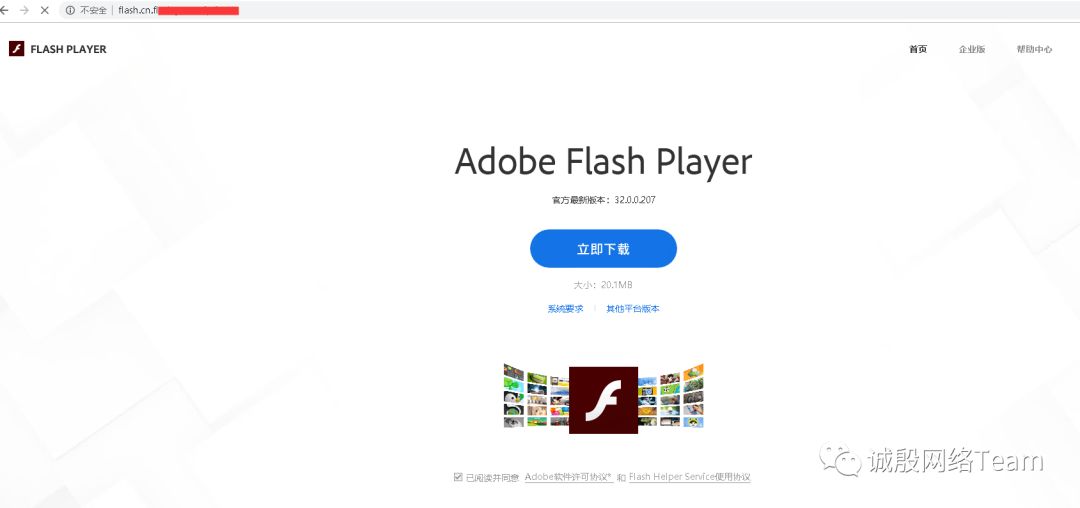 不安全 | flash.cn.fl
FLASH PLAYER
首页 企业版 帮助中心
Adobe Flash Player
官方最新版本：32.0.0.207
立即下载
大小：20.1MB
系统要求 | 其他平台版本
已阅读并同意 Adobe软件许可协议* 和 Flash Helper Service使用协议
诚殷网络Team